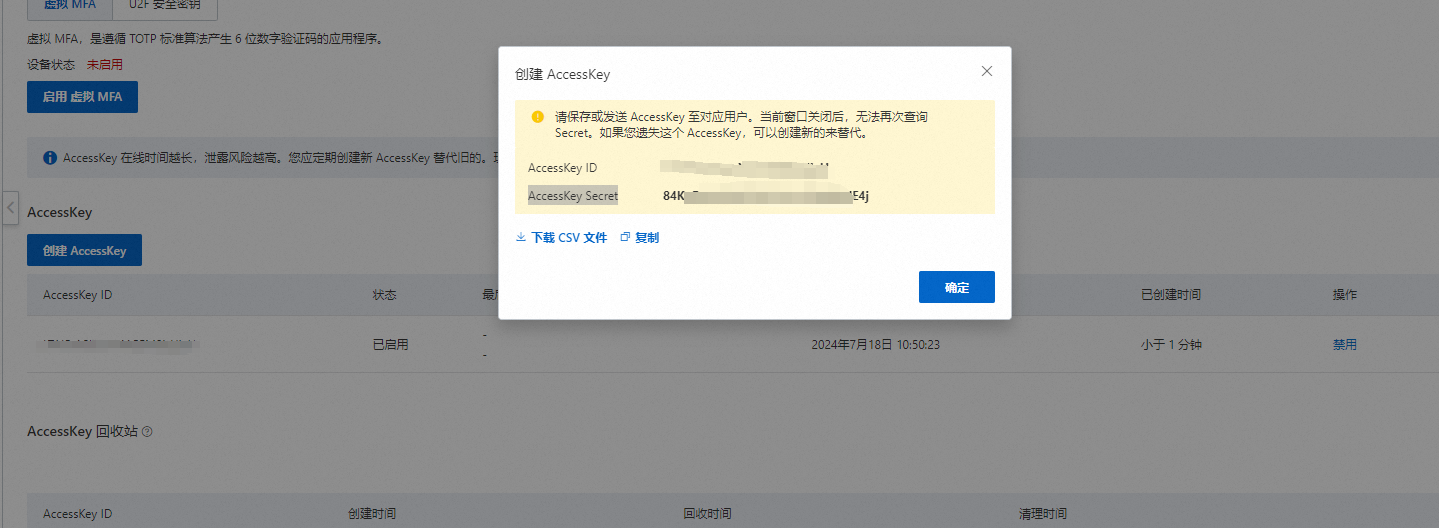 虚拟 MFA
U2F 安全密钥
虚拟 MFA，是遵循 TOTP 标准算法产生 6 位数字验证码的应用程序。
设备状态 未启用
启用 虚拟 MFA
AccessKey 在线时间越长，泄露风险越高。您应定期创建新 AccessKey 替代旧的。
创建 AccessKey
请保存或发送 AccessKey 至对应用户。当前窗口关闭后，无法再次查询
Secret。如果您遗失这个 AccessKey，可以创建新的来替代。
AccessKey ID
AccessKey Secret 84K E4j
下载 CSV 文件 复制
确定
AccessKey
创建 AccessKey
AccessKey ID 状态 最 已创建时间 操作
已启用 - 2024年7月18日 10:50:23 小于 1 分钟 禁用
-
AccessKey 回收站
AccessKey ID 创建时间 回收时间 清理时间